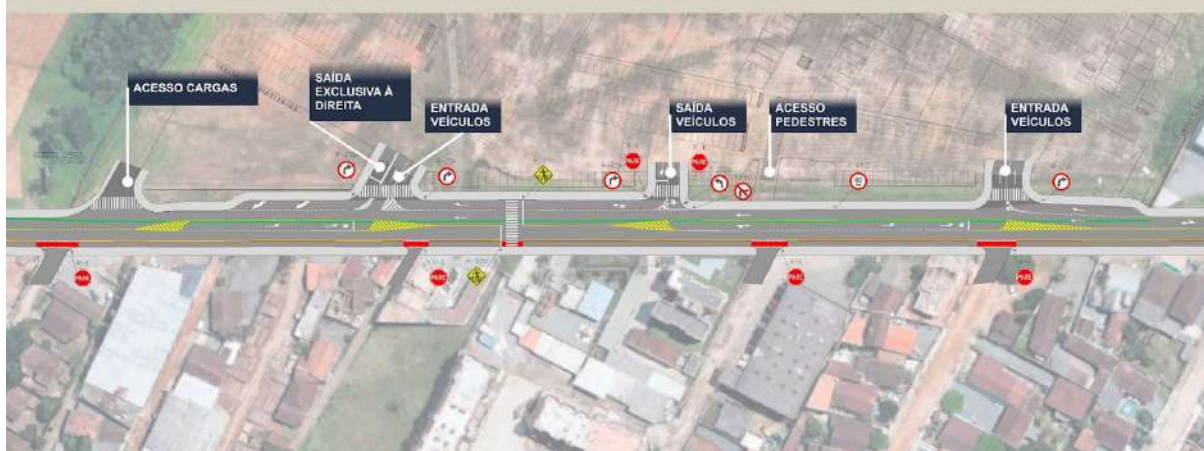 ACESSO CARGAS
SAÍDA
EXCLUSIVA À
DIREITA
ENTRADA
VEÍCULOS
SAÍDA
VEÍCULOS
ACESSO
PEDESTRES
ENTRADA
VEÍCULOS
PARE
PARE
PARE
PARE
PARE
PARE